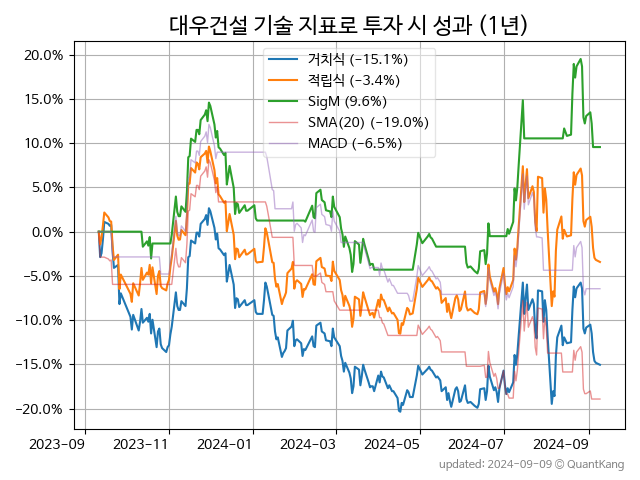 대우건설 기술 지표로 투자 시 성과 (1년)
거치식 (−15.1%)
적립식 (−3.4%)
SigM (9.6%)
SMA(20) (−19.0%)
MACD (−6.5%)
20.0%
15.0%
10.0%
5.0%
0.0%
−5.0%
−10.0%
−15.0%
−20.0%
2023−09 2023−11 2024−01 2024−03 2024−05 2024−07 2024−09
updated: 2024−09−09 ⓒ QuantKang